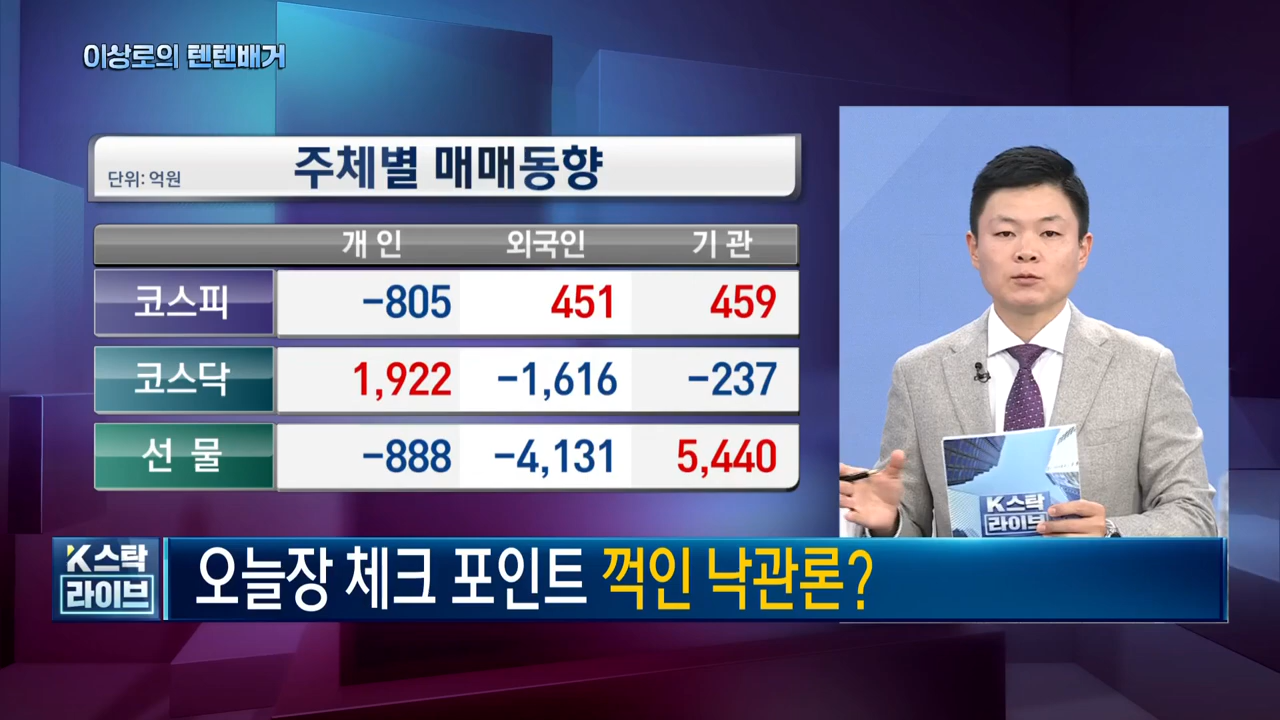 이상로의 텐텐배거
주체별 매매동향
단위: 억원
개인 외국인 기관
코스피 -805 451 459
코스닥 1,922 -1,616 -237
선물 -888 -4,131 5,440
K스탁
라이브
K스탁
라이브
오늘장 체크 포인트 꺾인 낙관론?